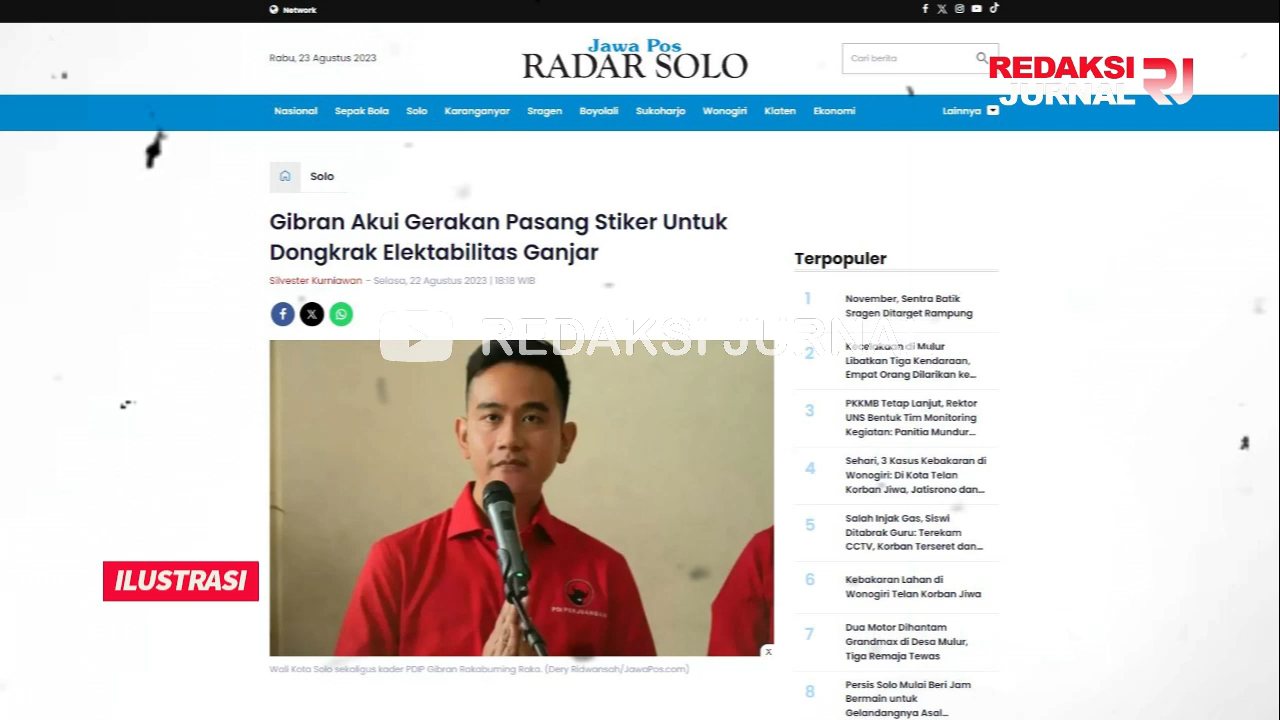 Network
Rabu, 23 Agustus 2023
Jawa Pos
RADAR SOLO
Cari berita
REDAKSI
JURNAL
RJ
Nasional Sepak Bola Solo Karanganyar Sragen Boyolali Sukoharjo Wonogiri Klaten Ekonomi Lainnya
Solo
Gibran Akui Gerakan Pasang Stiker Untuk
Dongkrak Elektabilitas Ganjar
Silvester Kurniawan - Selasa, 22 Agustus 2023 | 18:18 WIB
REDAKSI JURNA
PDI PERJUANGAN
x
Wali Kota Solo sekaligus kader PDIP Gibran Rakabuming Raka. (Dery Ridwansah/JawaPos.com)
ILUSTRASI
Terpopuler
1
November, Sentra Batik
Sragen Ditarget Rampung
2
Kecelakaan di Mulur
Libatkan Tiga Kendaraan,
Empat Orang Dilarikan ke...
3
PKKMB Tetap Lanjut, Rektor
UNS Bentuk Tim Monitoring
Kegiatan: Panitia Mundur...
4
Sehari, 3 Kasus Kebakaran di
Wonogiri: Di Kota Telan
Korban Jiwa, Jatisrono dan...
5
Salah Injak Gas, Siswi
Ditabrak Guru: Terekam
CCTV, Korban Terseret dan...
6
Kebakaran Lahan di
Wonogiri Telan Korban Jiwa
7
Dua Motor Dihantam
Grandmax di Desa Mulur,
Tiga Remaja Tewas
8
Persis Solo Mulai Beri Jam
Bermain untuk
Gelandangnya Asal...